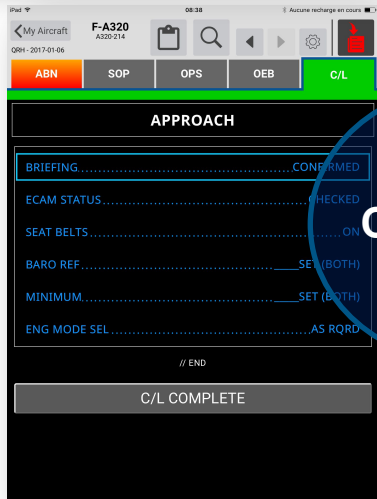 iPad 08:38 Aucune recharge en cours
My Aircraft F-A320
A320-214
QRH - 2017-01-06
ABN SOP OPS OEB C/L
APPROACH
BRIEFING CONFIRMED
ECAM STATUS CHECKED
SEAT BELTS ON
BARO REF ____SET (BOTH)
MINIMUM ____SET (BOTH)
ENG MODE SEL AS RQRD
// END
C/L COMPLETE